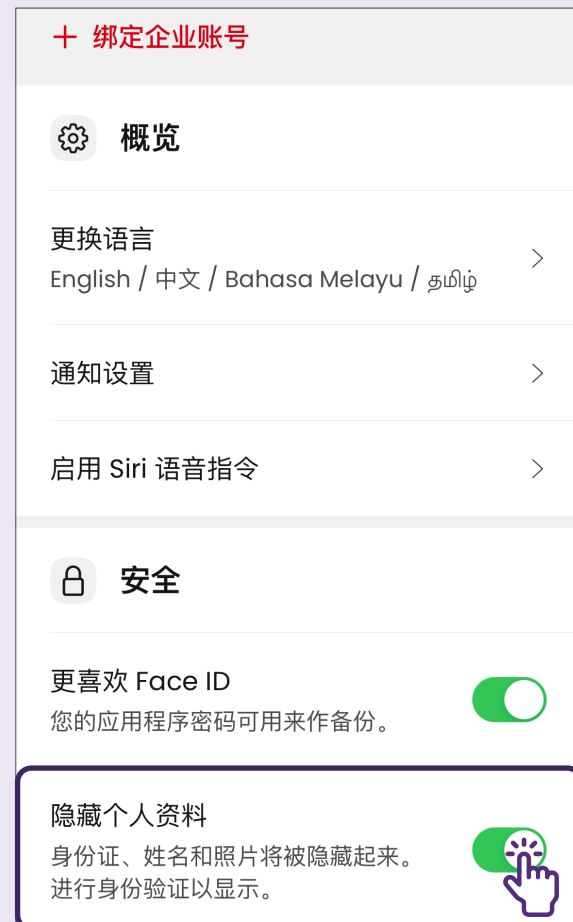 + 绑定企业账号
概览
更换语言
English / 中文 / Bahasa Melayu / தமிழ்
通知设置
启用 Siri 语音指令
安全
更喜欢 Face ID
您的应用程序密码可用来作备份。
隐藏个人资料
身份证、姓名和照片将被隐藏起来。
进行身份验证以显示。